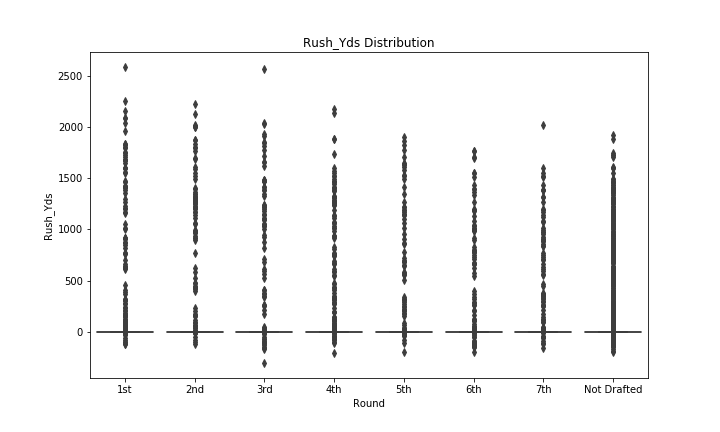 Rush_Yds Distribution
2500
2000
1500
1000
500
0
Rush_Yds
1st 2nd 3rd 4th 5th 6th 7th Not Drafted
Round